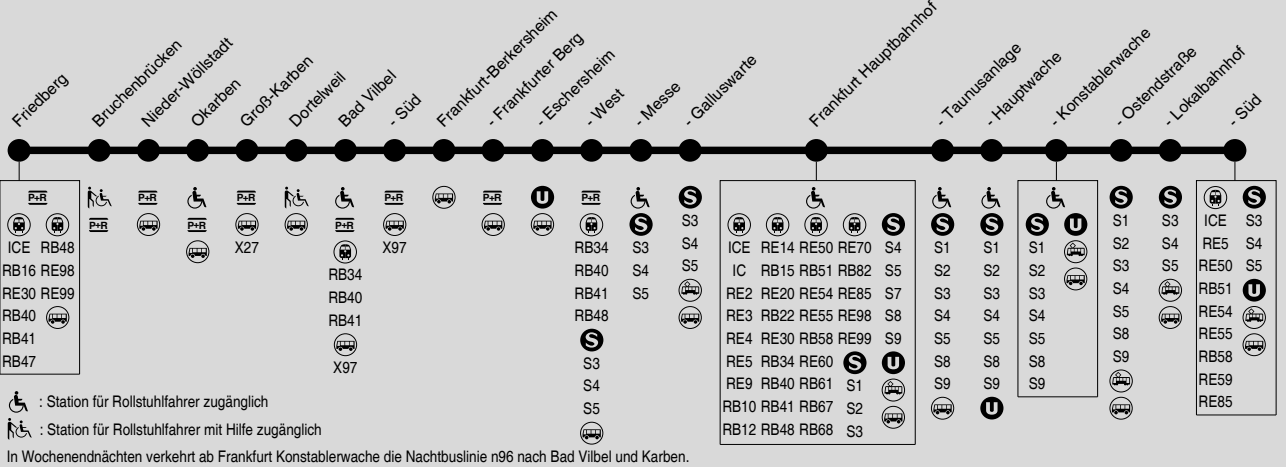 Friedberg
Bruchenbrücken
Nieder-Wöllstadt
Okarben
Groß-Karben
Dortelweil
Bad Vilbel
- Süd
Frankfurt-Berkersheim
- Frankfurter Berg
- Eschersheim
- West
- Messe
- Galluswarte
Frankfurt Hauptbahnhof
- Taunusanlage
- Hauptwache
- Konstablerwache
- Ostendstraße
- Lokalbahnhof
- Süd
P+R
ICE RB48
RB16 RE98
RE30 RE99
RB40
RB41
RB47
P+R
P+R
P+R
P+R
X27
P+R
RB34
RB40
RB41
X97
P+R
X97
P+R
U
P+R
RB34
RB40
RB41
RB48
S
S3
S4
S5
S
S3
S4
S5
S
S3
S4
S5
S
ICE RE14 RE50 RE70 S4
IC RB15 RB51 RB82 S5
RE2 RE20 RE54 RE85 S7
RE3 RB22 RE55 RE98 S8
RE4 RE30 RB58 RE99 S9
RE5 RB34 RE60 S U
RE9 RB40 RB61 S1
RB10 RB41 RB67 S2
RB12 RB48 RB68 S3
S
S1
S2
S3
S4
S5
S8
S9
S
S1
S2
S3
S4
S5
S8
S9
U
S U
S1
S2
S3
S4
S5
S8
S9
S
S1
S2
S3
S4
S5
S8
S9
S
S3
S4
S5
S
ICE S3
RE5 S4
RE50 S5
RB51 U
RE54
RE55
RB58
RE59
RE85
: Station für Rollstuhlfahrer zugänglich
: Station für Rollstuhlfahrer mit Hilfe zugänglich
In Wochenendnächten verkehrt ab Frankfurt Konstablerwache die Nachtbuslinie n96 nach Bad Vilbel und Karben.